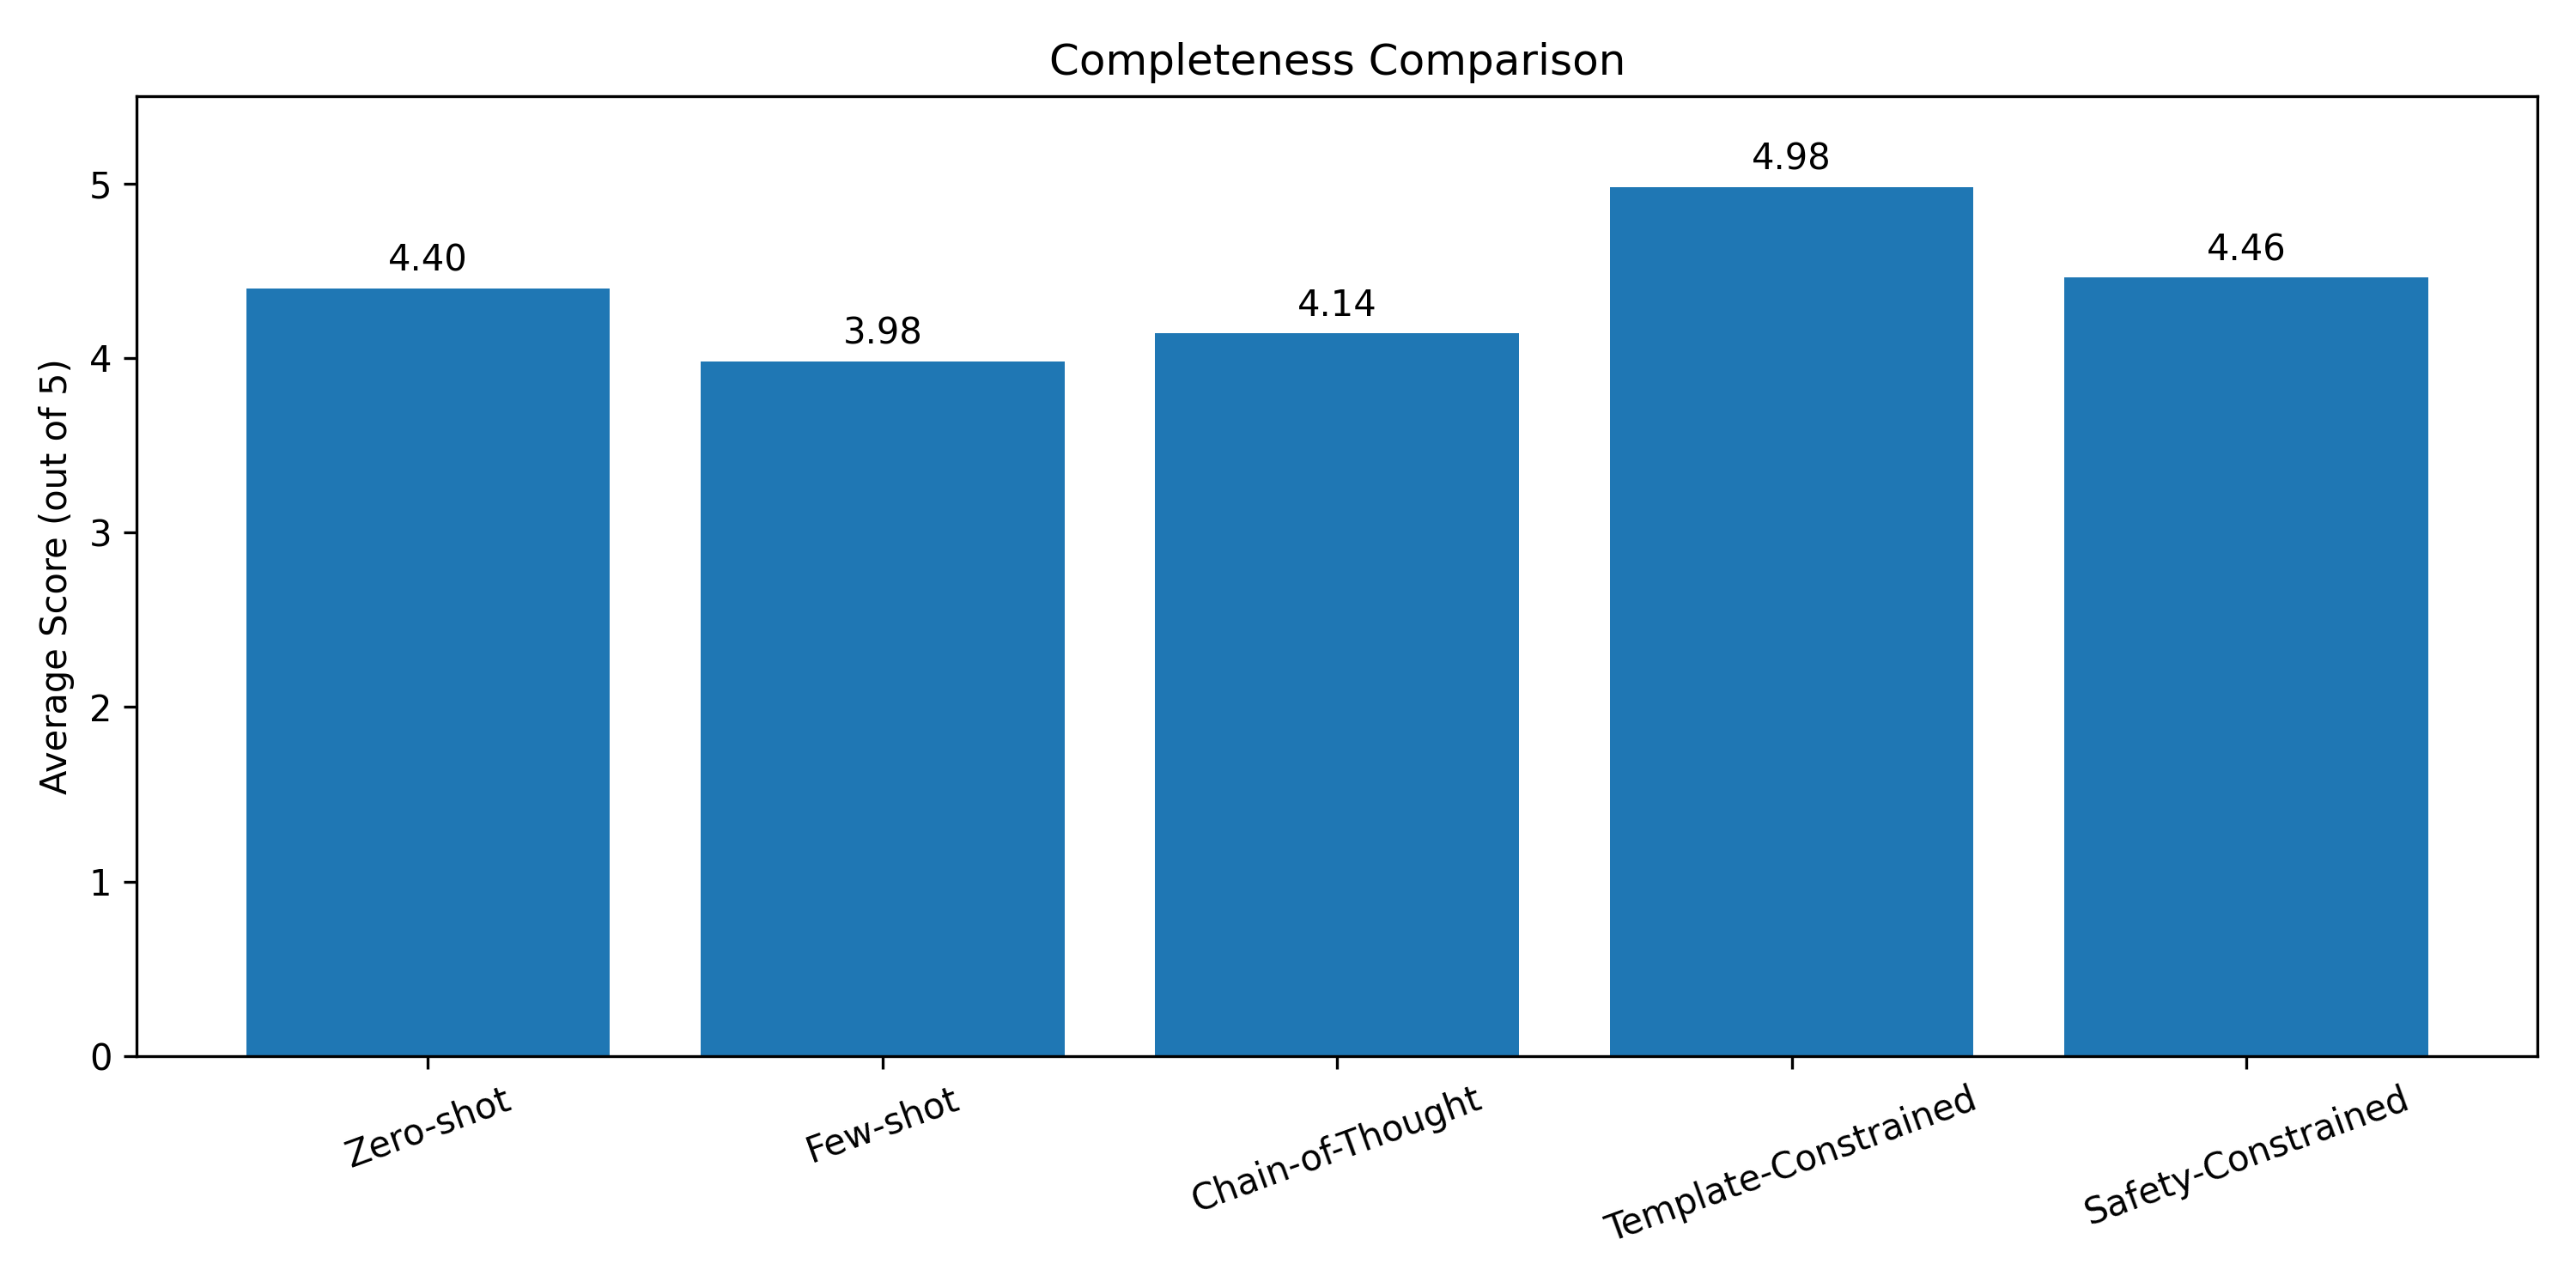 Completeness Comparison
Average Score (out of 5)
5
4
3
2
1
0
4.40
3.98
4.14
4.98
4.46
Zero-shot
Few-shot
Chain-of-Thought
Template-Constrained
Safety-Constrained